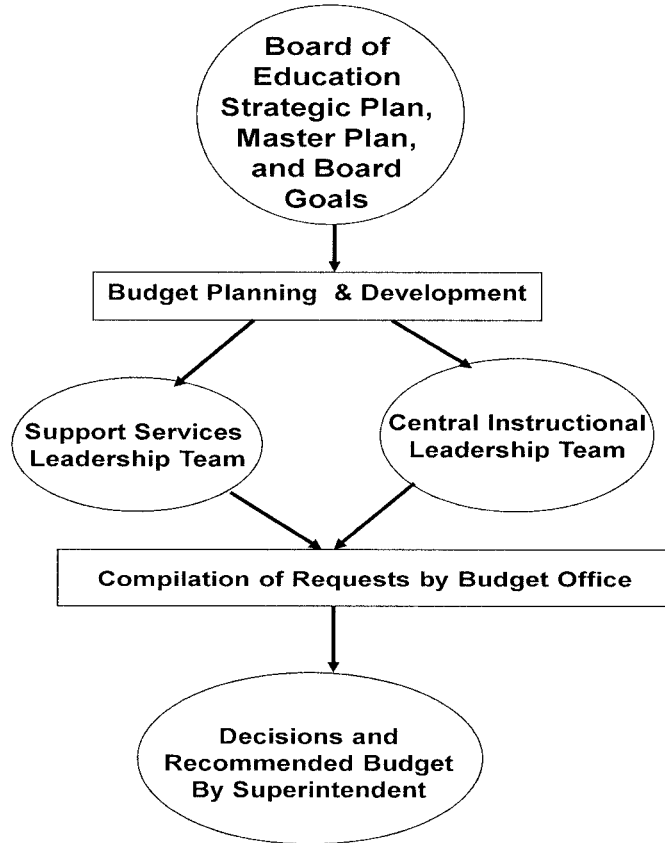 Board of
Education
Strategic Plan,
Master Plan,
and Board
Goals
Budget Planning & Development
Support Services
Leadership Team
Central Instructional
Leadership Team
Compilation of Requests by Budget Office
Decisions and
Recommended Budget
By Superintendent